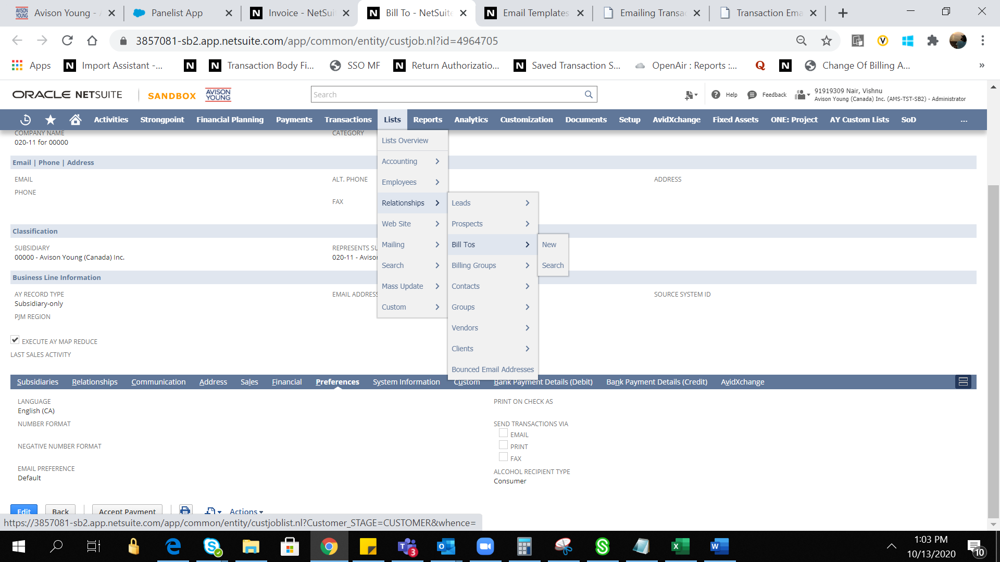 Avison Young - A
Panelist App
Invoice - NetSuit
Bill To - NetSuite
Email Templates
Emailing Transac
Transaction Ema
3857081-sb2.app.netsuite.com/app/common/entity/custjob.nl?id=4964705
Apps
Import Assistant -...
Transaction Body Fi...
SSO MF
Return Authorizatio...
Saved Transaction S...
OpenAir : Reports :...
Change Of Billing A...
»
ORACLE NETSUITE
SANDBOX
AVISON YOUNG
Search
Help
Feedback
91919309 Nair, Vishnu
Avison Young (Canada) Inc. (AMS-TST-SB2) - Administrator
Activities Strongpoint Financial Planning Payments Transactions Lists Reports Analytics Customization Documents Setup AvidXchange Fixed Assets ONE: Project AY Custom Lists SoD ...
COMPANY NAME
020-11 for 00000
CATEGORY
Email | Phone | Address
EMAIL
PHONE
ALT. PHONE
FAX
ADDRESS
Classification
SUBSIDIARY
00000 - Avison Young (Canada) Inc.
REPRESENTS SU
020-11 - Avison
Business Line Information
AY RECORD TYPE
Subsidiary-only
PJM REGION
EMAIL ADDRESS
SOURCE SYSTEM ID
EXECUTE AY MAP REDUCE
LAST SALES ACTIVITY
Lists Overview
Accounting
Employees
Relationships
Web Site
Mailing
Search
Mass Update
Custom
Leads
Prospects
Bill Tos
Billing Groups
Contacts
Groups
Vendors
Clients
Bounced Email Addresses
New
Search
Subsidiaries Relationships Communication Address Sales Financial Preferences System Information Custom Bank Payment Details (Debit) Bank Payment Details (Credit) AvidXchange
LANGUAGE
English (CA)
NUMBER FORMAT
NEGATIVE NUMBER FORMAT
EMAIL PREFERENCE
Default
PRINT ON CHECK AS
SEND TRANSACTIONS VIA
EMAIL
PRINT
FAX
ALCOHOL RECIPIENT TYPE
Consumer
Edit
Back
Accept Payment
Actions
https://3857081-sb2.app.netsuite.com/app/common/entity/custjoblist.nl?Customer_STAGE=CUSTOMER&whence=
3
1:03 PM
10/13/2020
10